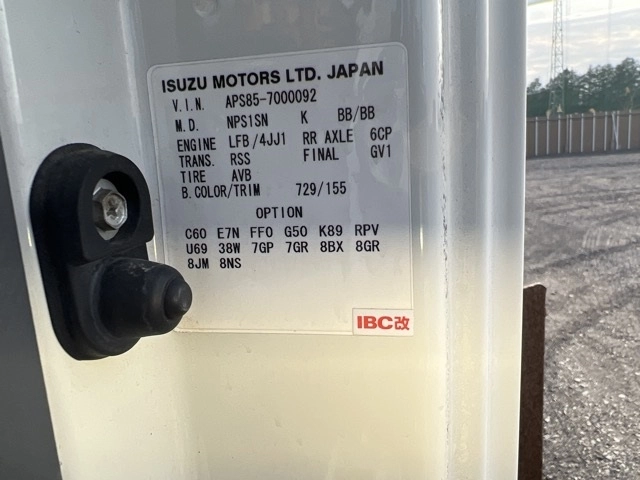 ISUZU MOTORS LTD. JAPAN
V.I.N. APS85-7000092
M.D. NPS1SN K BB/BB
ENGINE LFB/4JJ1 RR AXLE 6CP
TRANS. RSS FINAL GV1
TIRE AVB
B.COLOR/TRIM 729/155
OPTION
C60 E7N FF0 G50 K89 RPV
U69 38W 7GP 7GR 8BX 8GR
8JM 8NS
IBC改